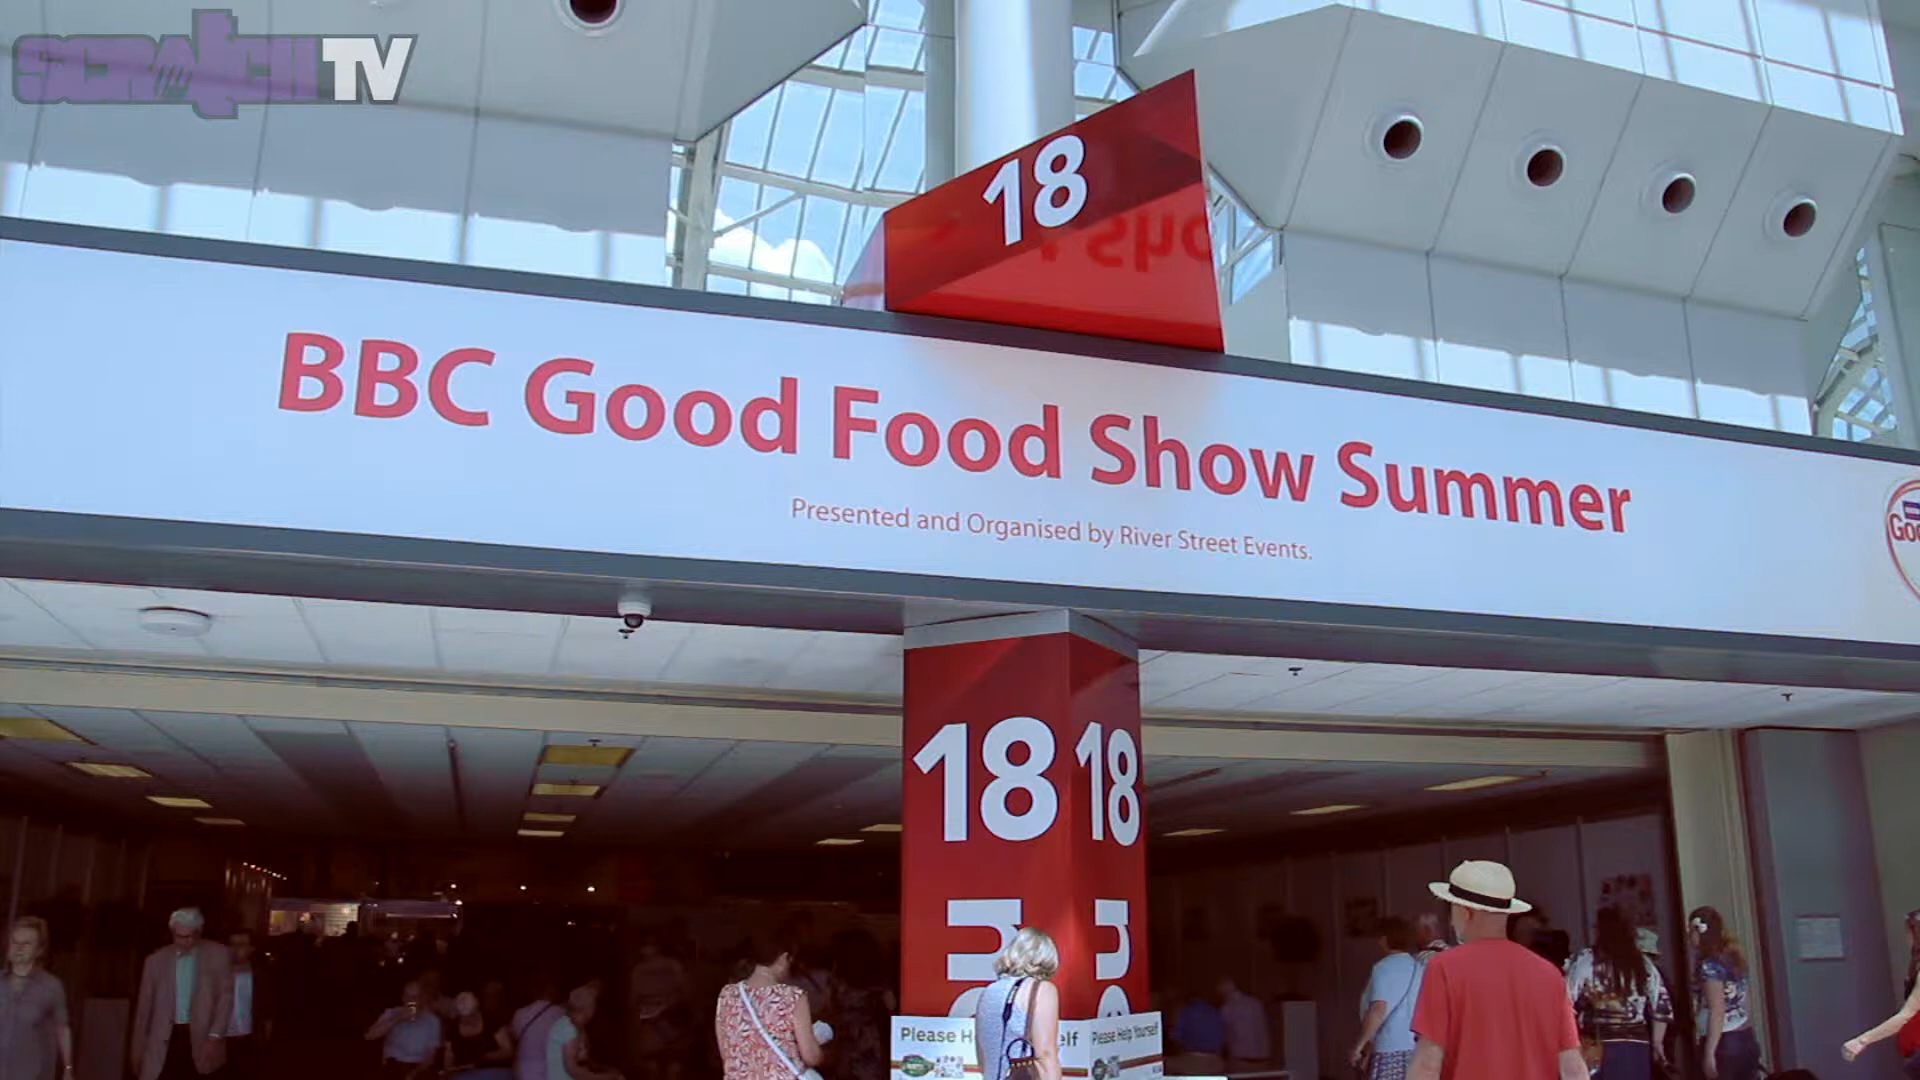 SCRATCH TV
18
BBC Good Food Show Summer
Presented and Organised by River Street Events.
18 18
Please Help Yourself